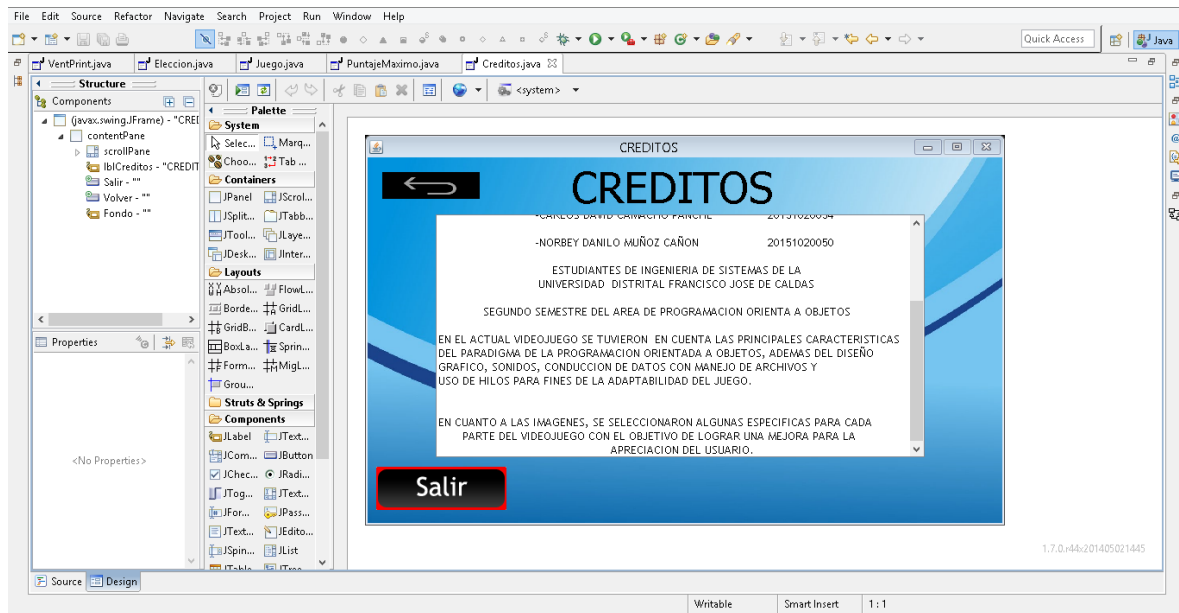 File Edit Source Refactor Navigate Search Project Run Window Help
Quick Access
Java
VentPrint.java
Eleccion.java
Juego.java
PuntajeMaximo.java
Creditos.java
Structure
Components
(javax.swing.JFrame) - "CREI
contentPane
scrollPane
lblCreditos - "CREDIT
Salir - ""
Volver - ""
Fondo - ""
Properties
<No Properties>
<system>
Palette
System
Selec... Marq...
Choo... Tab ...
Containers
JPanel JScrol...
JSplit... JTabb...
JTool... JLaye...
JDesk... JInter...
Layouts
Absol... FlowL...
Borde... GridL...
GridB... CardL...
BoxLa... Sprin...
Form... MigL...
Grou...
Struts & Springs
Components
JLabel JText...
JCom... JButton
JChec... JRadi...
JTog... JText...
JFor... JPass...
JText... JEdito...
JSpin... JList
JTable JTree
CREDITOS
CREDITOS
-CARLOS DAVID CAMACHO PANCHE 20151020054
-NORBEY DANILO MUÑOZ CAÑON 20151020050
ESTUDIANTES DE INGENIERIA DE SISTEMAS DE LA
UNIVERSIDAD DISTRITAL FRANCISCO JOSE DE CALDAS
SEGUNDO SEMESTRE DEL AREA DE PROGRAMACION ORIENTA A OBJETOS
EN EL ACTUAL VIDEOJUEGO SE TUVIERON EN CUENTA LAS PRINCIPALES CARACTERISTICAS
DEL PARADIGMA DE LA PROGRAMACION ORIENTADA A OBJETOS, ADEMAS DEL DISEÑO
GRAFICO, SONIDOS, CONDUCCION DE DATOS CON MANEJO DE ARCHIVOS Y
USO DE HILOS PARA FINES DE LA ADAPTABILIDAD DEL JUEGO.
EN CUANTO A LAS IMAGENES, SE SELECCIONARON ALGUNAS ESPECIFICAS PARA CADA
PARTE DEL VIDEOJUEGO CON EL OBJETIVO DE LOGRAR UNA MEJORA PARA LA
APRECIACION DEL USUARIO.
Salir
1.7.0.r44x201405021445
Source Design
Writable Smart Insert 1 : 1